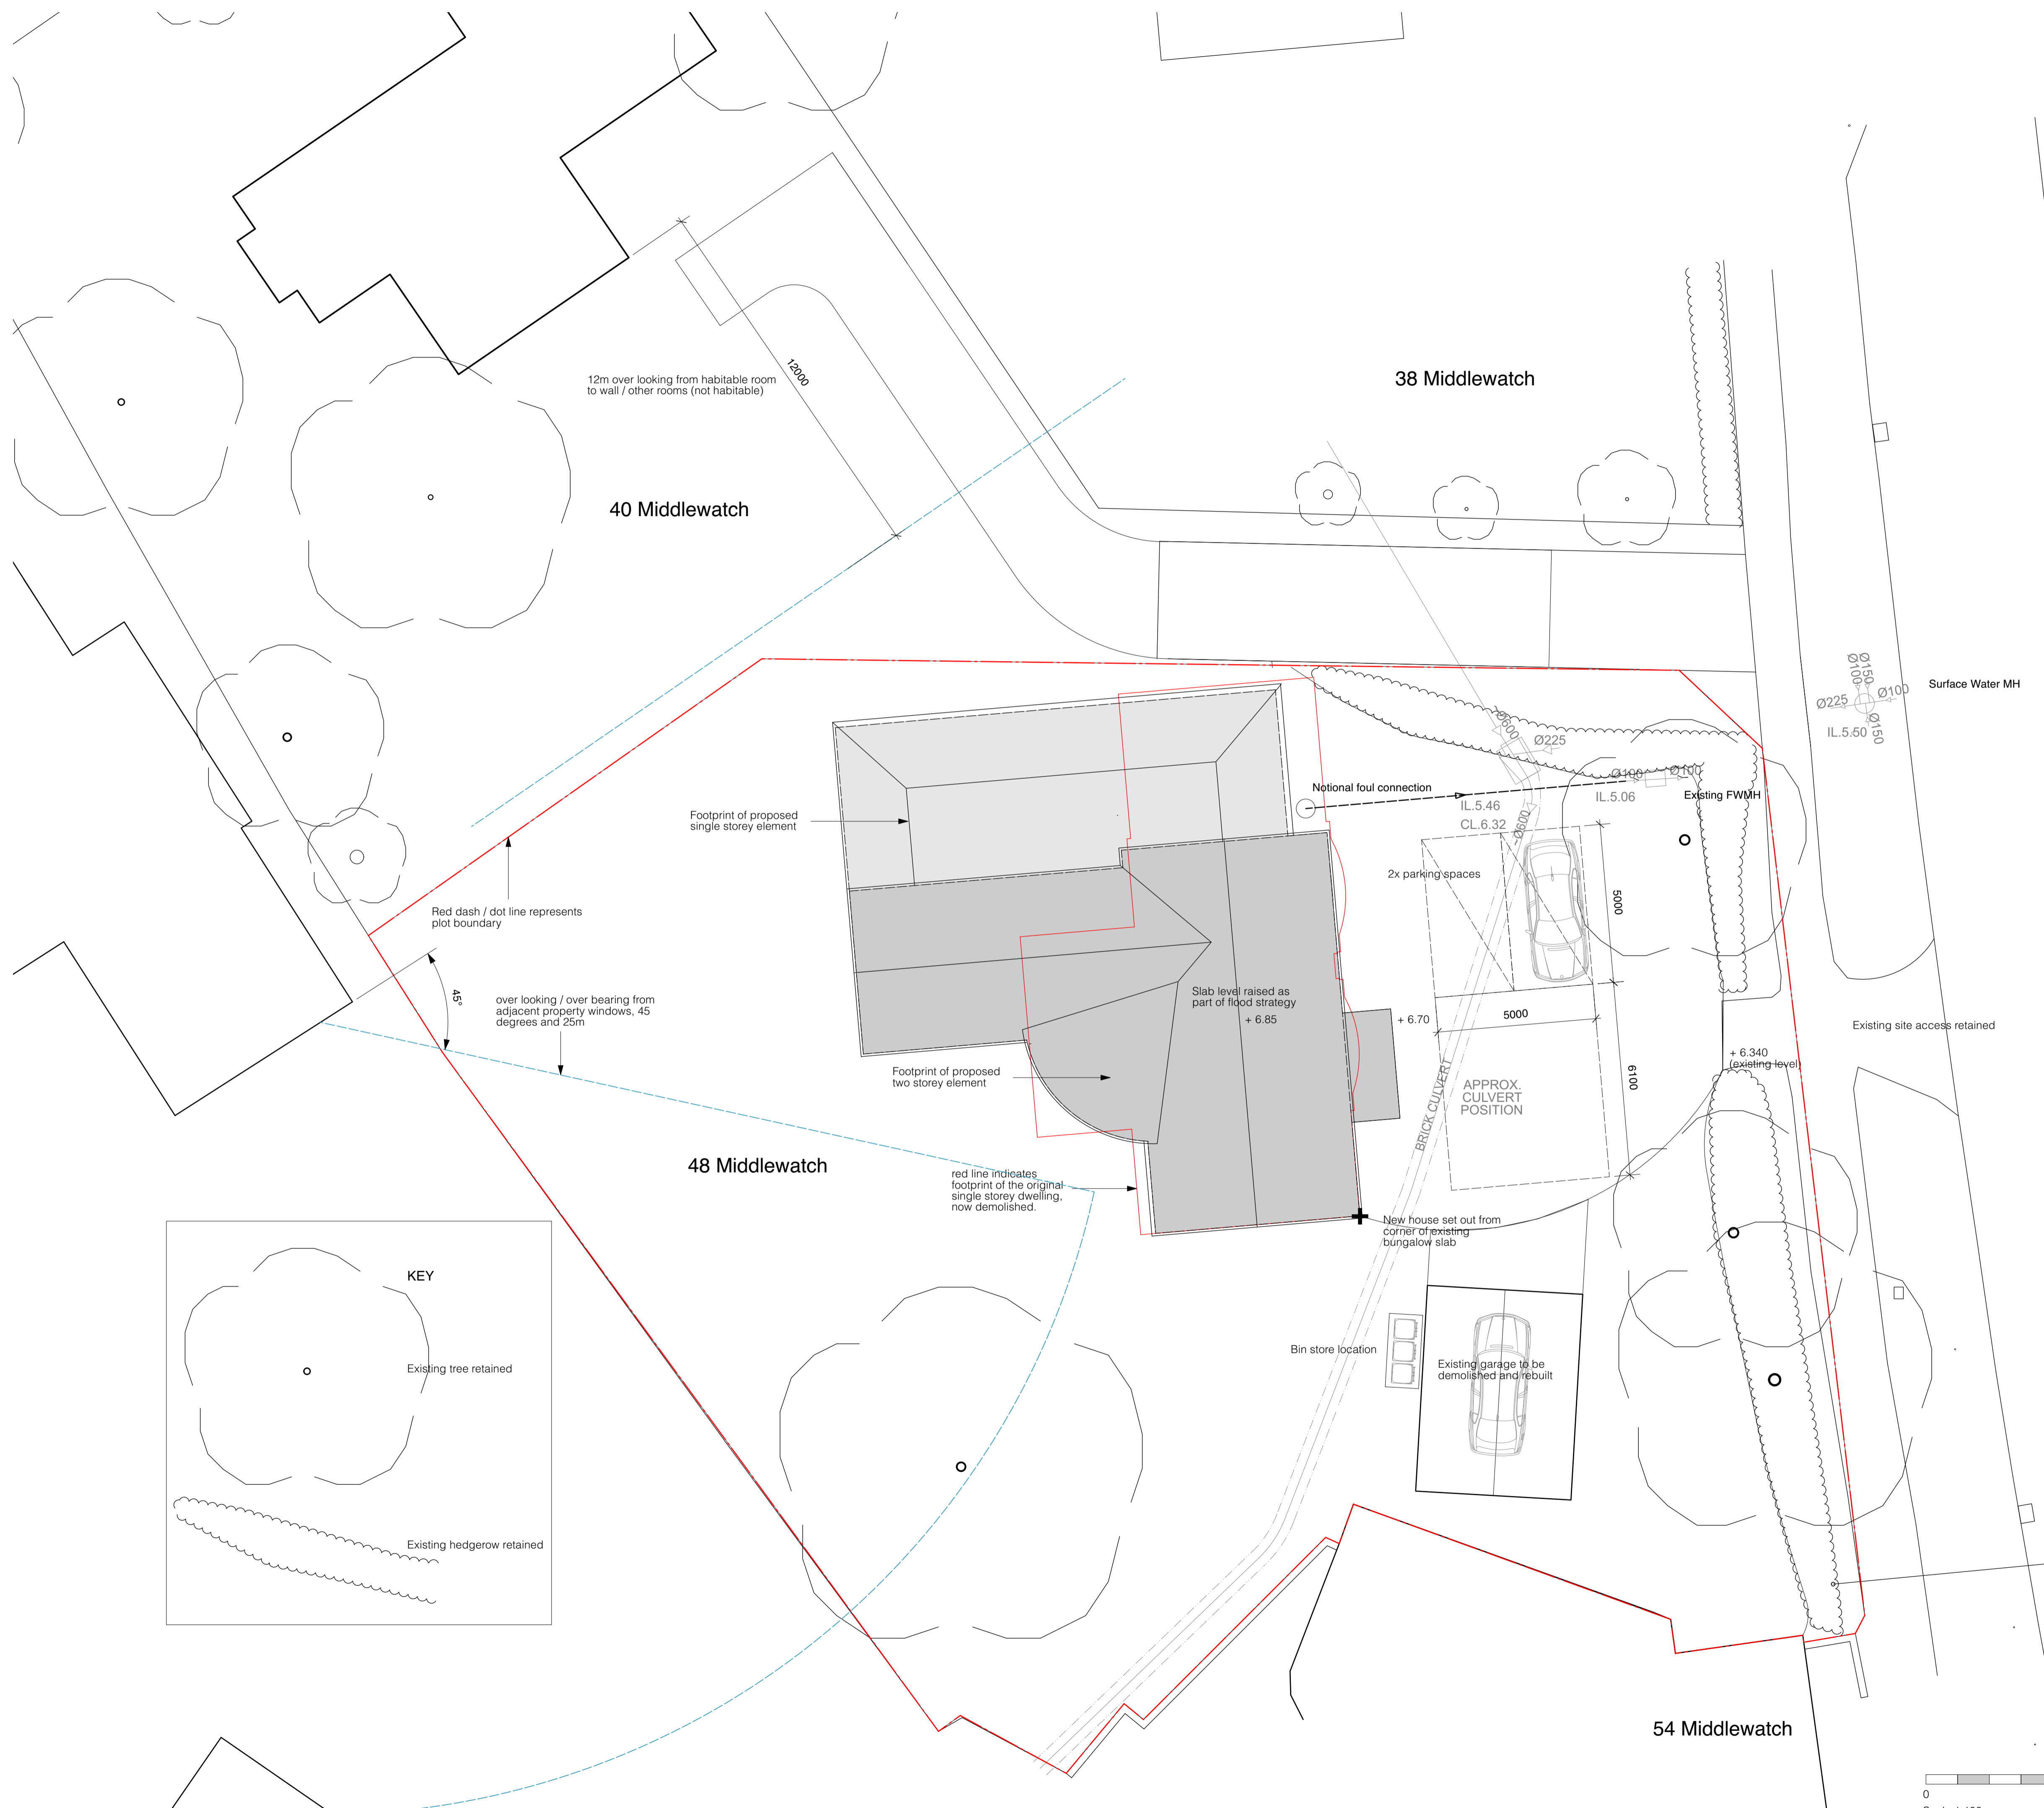 12000
12m over looking from habitable room
to wall / other rooms (not habitable)
38 Middlewatch
40 Middlewatch
Ø150
Ø100
Ø225
Ø100
Ø150
IL.5.50
Surface Water MH
Ø600
Ø225
Ø100
Ø100
Notional foul connection
IL.5.46
CL.6.32
IL.5.06
Existing FWMH
Ø600
Footprint of proposed
single storey element
2x parking spaces
5000
Red dash / dot line represents
plot boundary
45°
over looking / over bearing from
adjacent property windows, 45
degrees and 25m
Slab level raised as
part of flood strategy
+ 6.85
+ 6.70
5000
Existing site access retained
+ 6.340
(existing level)
6100
Footprint of proposed
two storey element
BRICK CULVERT
APPROX.
CULVERT
POSITION
48 Middlewatch
red line indicates
footprint of the original
single storey dwelling,
now demolished.
New house set out from
corner of existing
bungalow slab
KEY
Existing tree retained
Existing hedgerow retained
Bin store location
Existing garage to be
demolished and rebuilt
54 Middlewatch
0